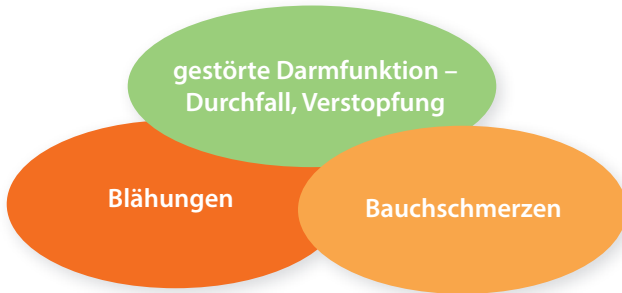 gestörte Darmfunktion –
Durchfall, Verstopfung
Blähungen
Bauchschmerzen